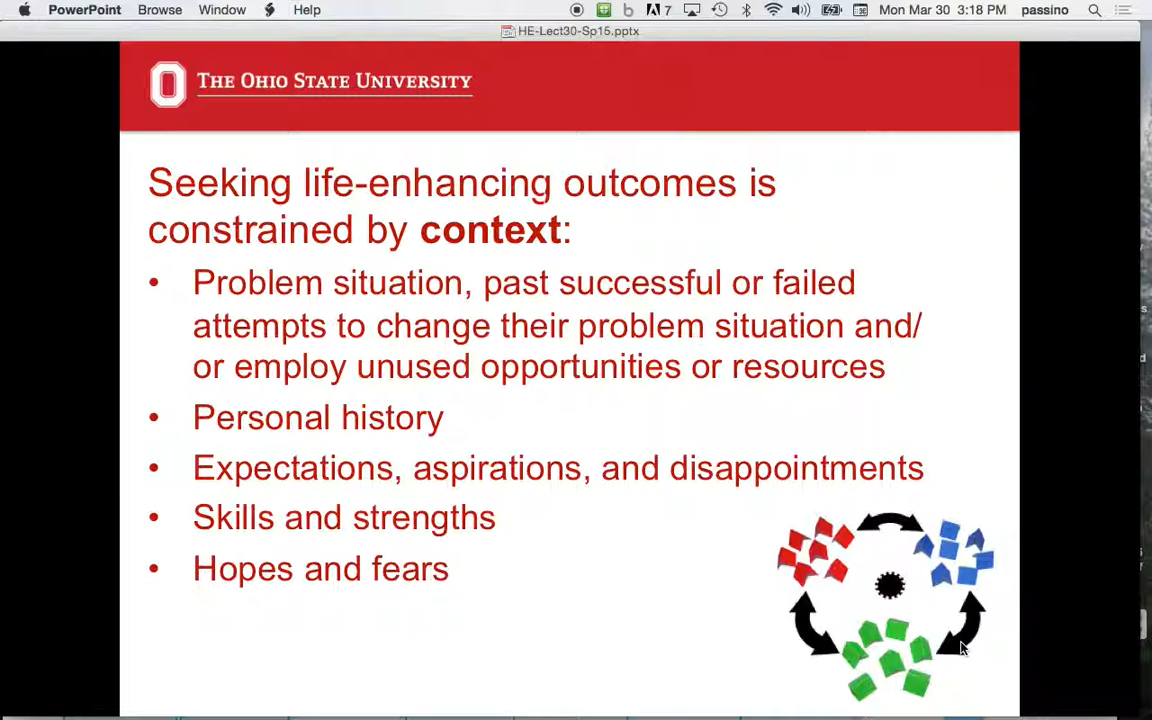 PowerPoint Browse Window Help 7 Mon Mon 30 3:18 PM passino
HE-Lect30-Sp15.pptx
THE OHIO STATE UNIVERSITY
Seeking life-enhancing outcomes is
constrained by context:
• Problem situation, past successful or failed
attempts to change their problem situation and/
or employ unused opportunities or resources
• Personal history
• Expectations, aspirations, and disappointments
• Skills and strengths
• Hopes and fears